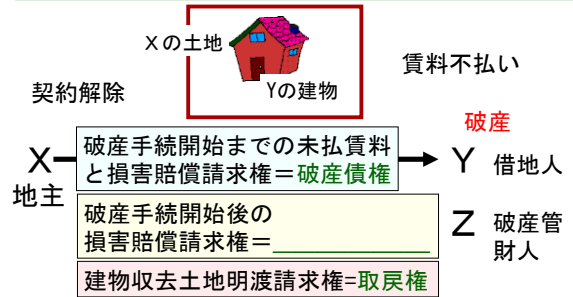 Xの土地
Yの建物
賃料不払い
契約解除
破産
X
地主
破産手続開始までの未払賃料
と損害賠償請求権＝破産債権
Y 借地人
破産手続開始後の
損害賠償請求権＝__________
Z 破産管
財人
建物収去土地明渡請求権=取戻権